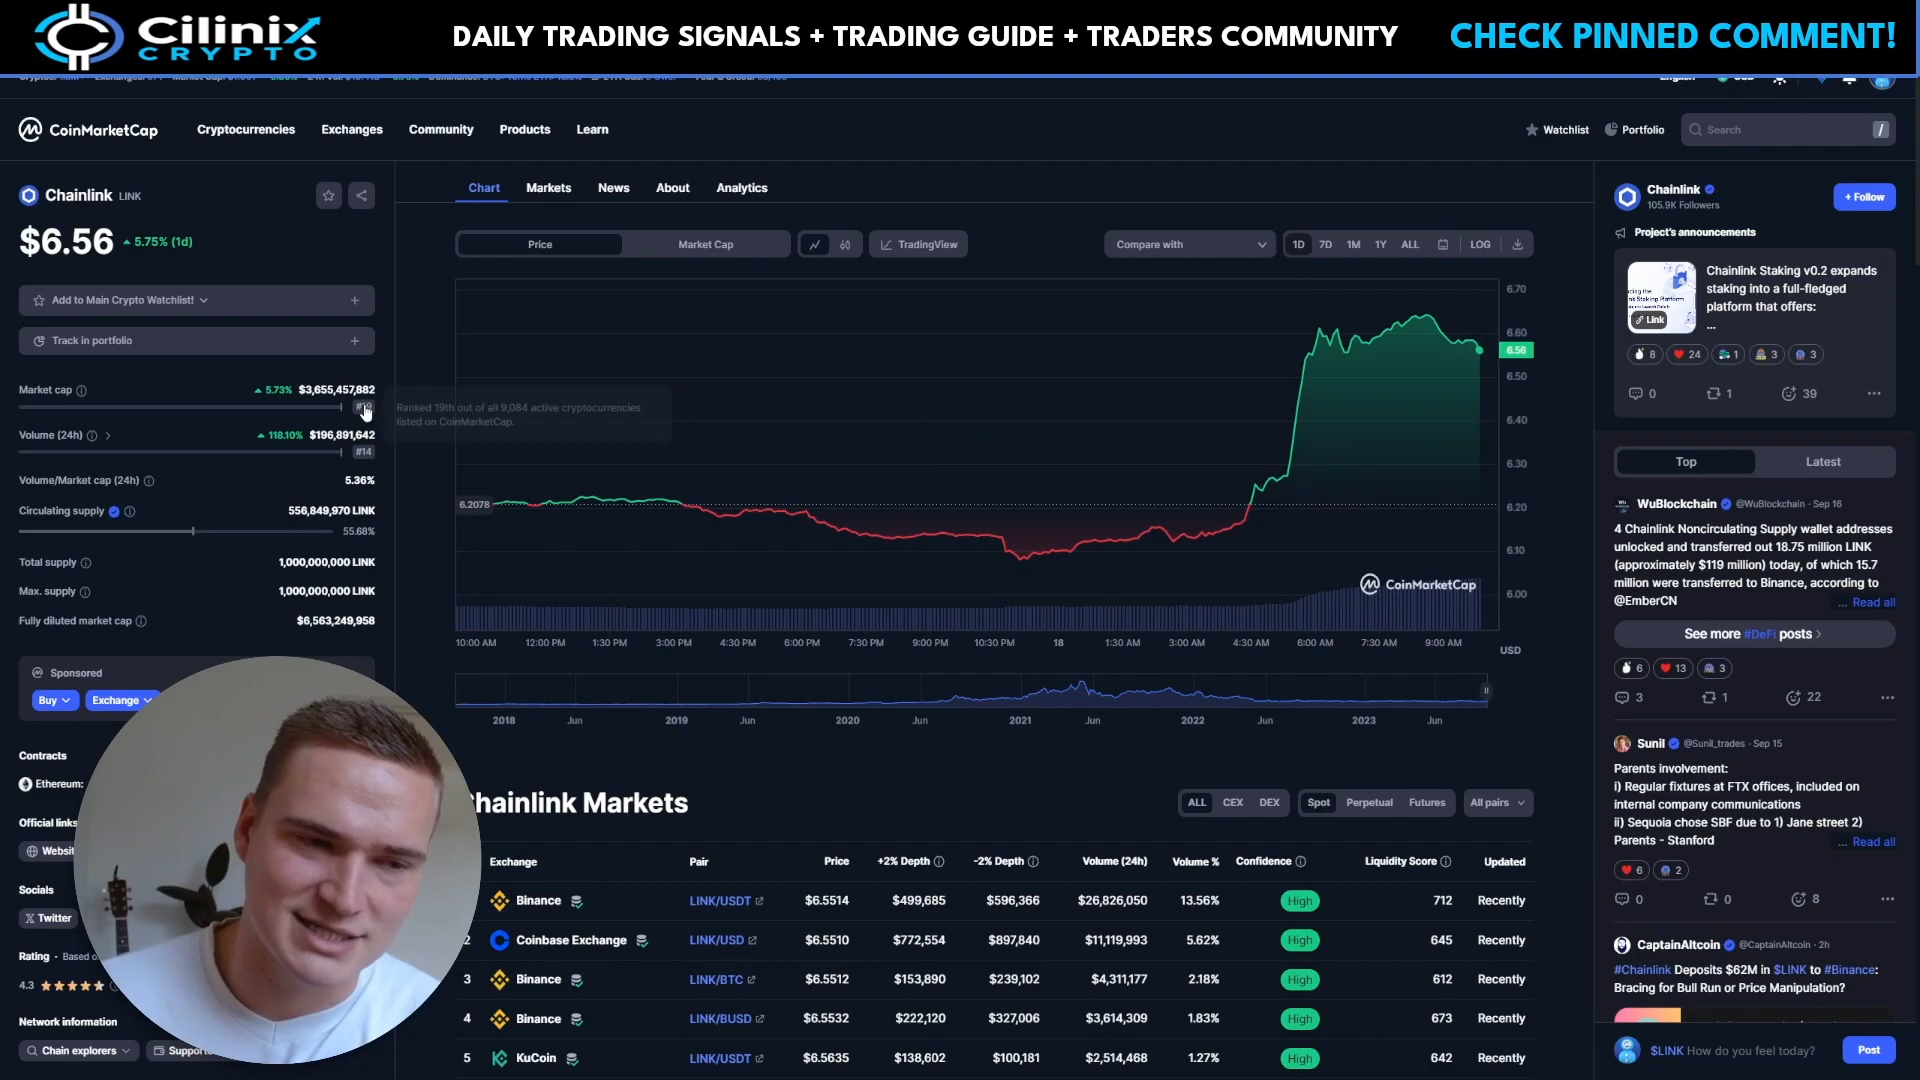 Cilinix
CRYPTO
DAILY TRADING SIGNALS + TRADING GUIDE + TRADERS COMMUNITY
CHECK PINNED COMMENT!
CoinMarketCap
Cryptocurrencies
Exchanges
Community
Products
Learn
Watchlist
Portfolio
Search
/
Chainlink LINK
$6.56 5.75% (1d)
Add to Main Crypto Watchlist!
Track in portfolio
Market cap 5.73% $3,655,457,882
Ranked 19th out of all 9,084 active cryptocurrencies
listed on CoinMarketCap.
Volume (24h) 118.10% $196,891,642
#14
Volume/Market cap (24h) 5.36%
Circulating supply 556,849,970 LINK
55.68%
Total supply 1,000,000,000 LINK
Max. supply 1,000,000,000 LINK
Fully diluted market cap $6,563,249,958
Sponsored
Buy Exchange
Contracts
Ethereum:
Official links
Socials
Twitter
Rating
4.3
Network information
Chain explorers
Chart Markets News About Analytics
Price Market Cap TradingView
Compare with
1D 7D 1M 1Y ALL LOG
6.70
6.60
6.56
6.50
6.40
6.30
6.20
6.10
6.00
6.2078
CoinMarketCap
10:00 AM 12:00 PM 1:30 PM 3:00 PM 4:30 PM 6:00 PM 7:30 PM 9:00 PM 10:30 PM 18 1:30 AM 3:00 AM 4:30 AM 6:00 AM 7:30 AM 9:00 AM
USD
2018 Jun 2019 Jun 2020 Jun 2021 Jun 2022 Jun 2023 Jun
Chainlink Markets
ALL CEX DEX Spot Perpetual Futures All pairs
Exchange Pair Price +2% Depth -2% Depth Volume (24h) Volume % Confidence Liquidity Score Updated
Binance LINK/USDT $6.5514 $499,685 $596,366 $26,826,050 13.56% High 712 Recently
2 Coinbase Exchange LINK/USD $6.5510 $772,554 $897,840 $11,119,993 5.62% High 645 Recently
3 Binance LINK/BTC $6.5512 $153,890 $239,102 $4,311,177 2.18% High 612 Recently
4 Binance LINK/BUSD $6.5532 $222,120 $327,006 $3,614,309 1.83% High 673 Recently
5 KuCoin LINK/USDT $6.5635 $138,602 $100,181 $2,514,468 1.27% High 642 Recently
Chainlink
105.9K Followers
+ Follow
Project's announcements
Chainlink Staking v0.2 expands
staking into a full-fledged
platform that offers:
...
Link
8 24 1 3 3
0 1 39
Top Latest
WuBlockchain @WuBlockchain · Sep 16
4 Chainlink Noncirculating Supply wallet addresses
unlocked and transferred out 18.75 million LINK
(approximately $119 million) today, of which 15.7
million were transferred to Binance, according to
@EmberCN ... Read all
See more #DeFi posts
6 13 3
3 1 22
Sunil @Sunil_trades · Sep 15
Parents involvement:
i) Regular fixtures at FTX offices, included on
internal company communications
ii) Sequoia chose SBF due to 1) Jane street 2)
Parents - Stanford ... Read all
6 2
0 0 8
CaptainAltcoin @CaptainAltcoin · 2h
#Chainlink Deposits $62M in $LINK to #Binance:
Bracing for Bull Run or Price Manipulation?
$LINK How do you feel today?
Post